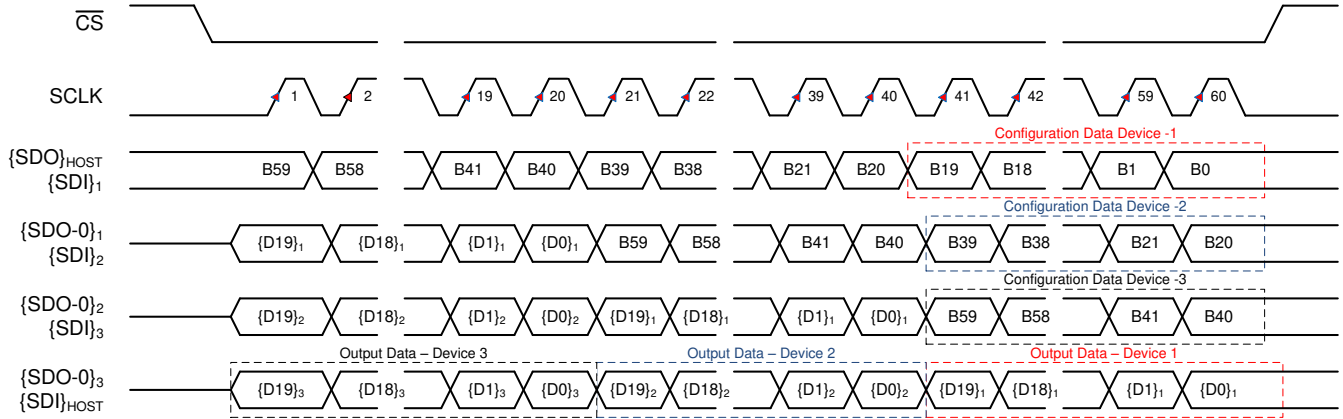 CS
SCLK 1 2 19 20 21 22 39 40 41 42 59 60
Configuration Data Device -1
{SDO}HOST
{SDI}1
B59 B58 B41 B40 B39 B38 B21 B20 B19 B18 B1 B0
Configuration Data Device -2
{SDO-0}1
{SDI}2
{D19}1 {D18}1 {D1}1 {D0}1 B59 B58 B41 B40 B39 B38 B21 B20
Configuration Data Device -3
{SDO-0}2
{SDI}3
{D19}2 {D18}2 {D1}2 {D0}2 {D19}1 {D18}1 {D1}1 {D0}1 B59 B58 B41 B40
Output Data – Device 3 Output Data – Device 2 Output Data – Device 1
{SDO-0}3
{SDI}HOST
{D19}3 {D18}3 {D1}3 {D0}3 {D19}2 {D18}2 {D1}2 {D0}2 {D19}1 {D18}1 {D1}1 {D0}1